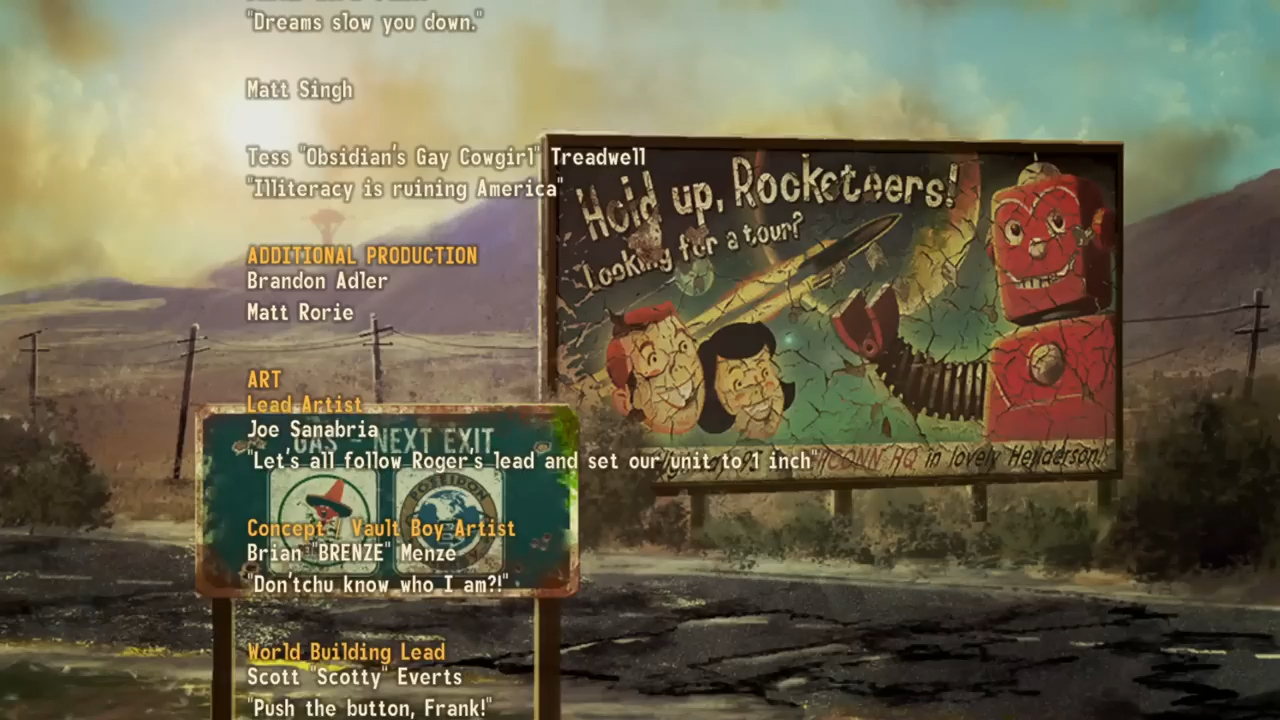 "Dreams slow you down."
Matt Singh
Tess "Obsidian's Gay Cowgirl" Treadwell
"Illiteracy is ruining America"
ADDITIONAL PRODUCTION
Brandon Adler
Matt Rorie
ART
Lead Artist
Joe Sanabria
"Let's all follow Roger's lead and set our unit to 1 inch"
Concept / Vault Boy Artist
Brian "BRENZE" Menze
"Don'tchu know who I am?!"
World Building Lead
Scott "Scotty" Everts
"Push the button, Frank!"
Hold up, Rocketeers!
Looking for a tour?
HQ in lovely Henderson!
GAS - NEXT EXIT
POSEIDON